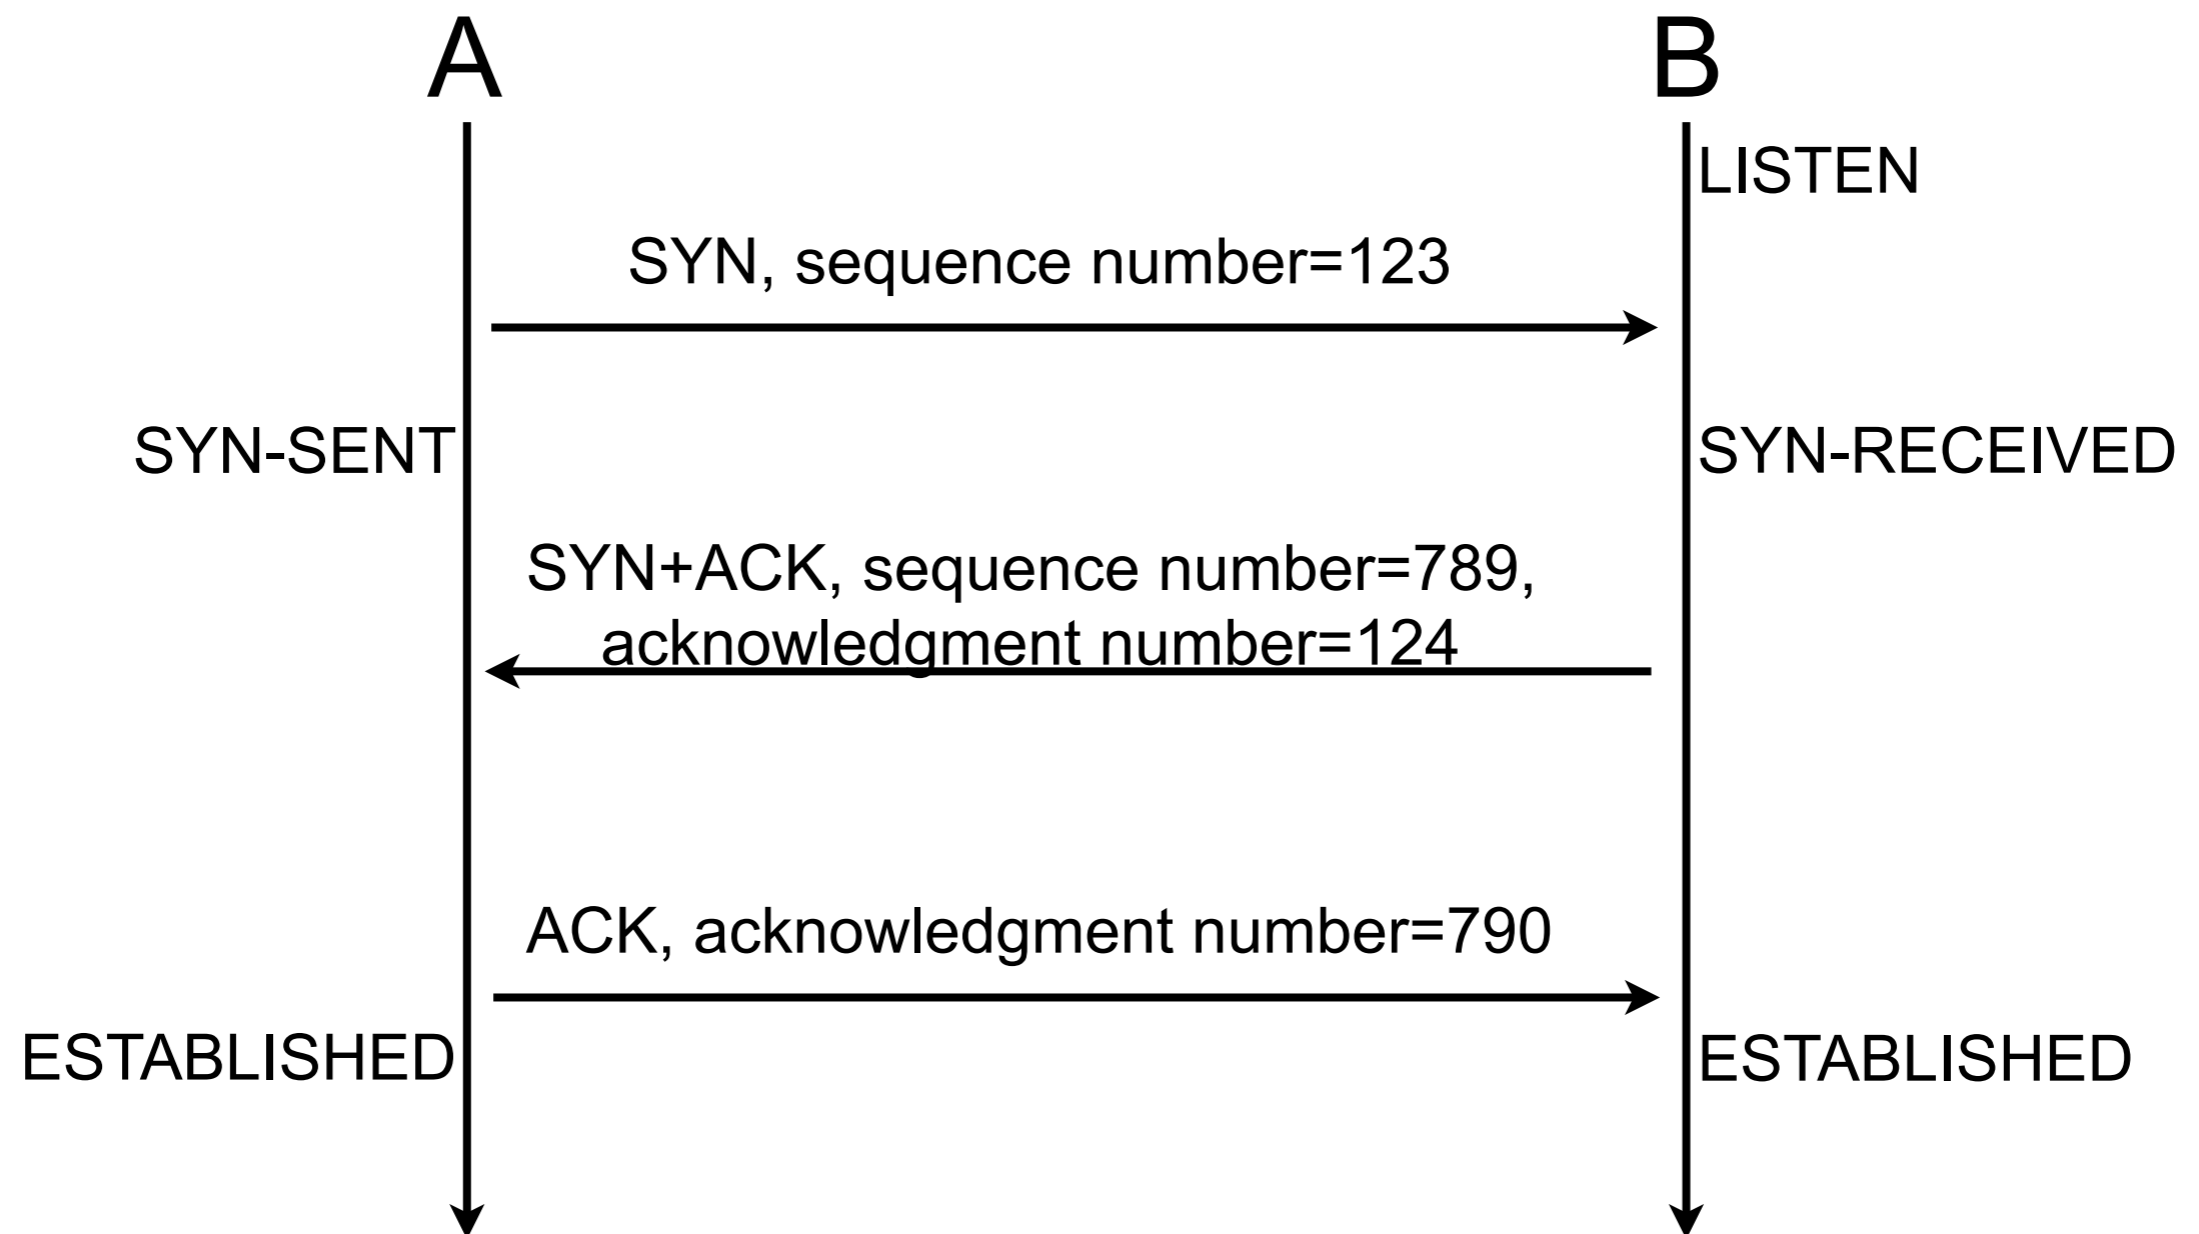 A
B
LISTEN
SYN, sequence number=123
SYN-SENT
SYN-RECEIVED
SYN+ACK, sequence number=789,
acknowledgment number=124
ACK, acknowledgment number=790
ESTABLISHED
ESTABLISHED